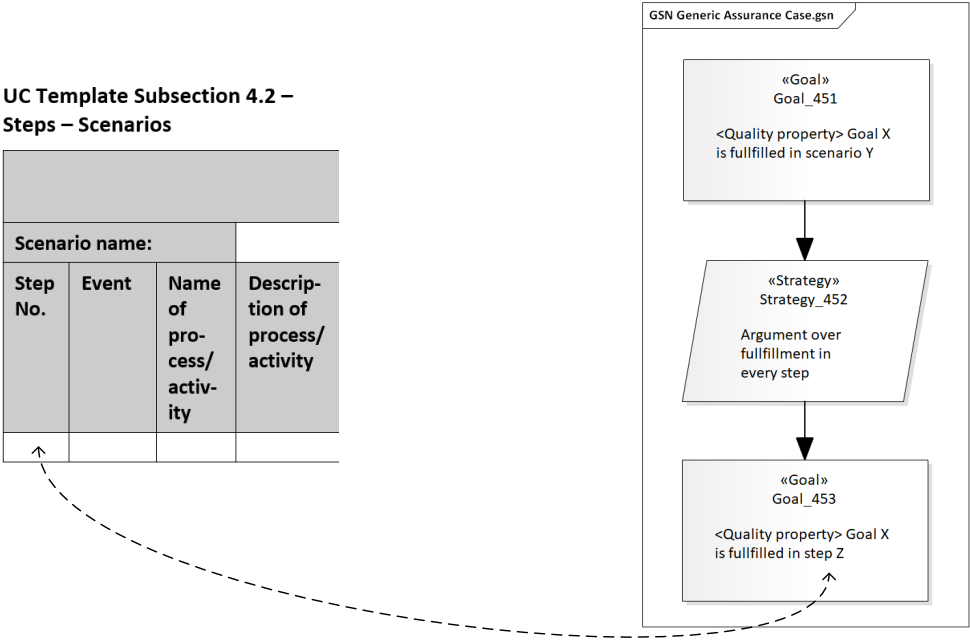 GSN Generic Assurance Case.gsn
UC Template Subsection 4.2 –
Steps – Scenarios
Scenario name:
Step
No.
Event
Name
of
pro-
cess/
activ-
ity
Descrip-
tion of
process/
activity
«Goal»
Goal_451
<Quality property> Goal X
is fullfilled in scenario Y
«Strategy»
Strategy_452
Argument over
fullfillment in
every step
«Goal»
Goal_453
<Quality property> Goal X
is fullfilled in step Z